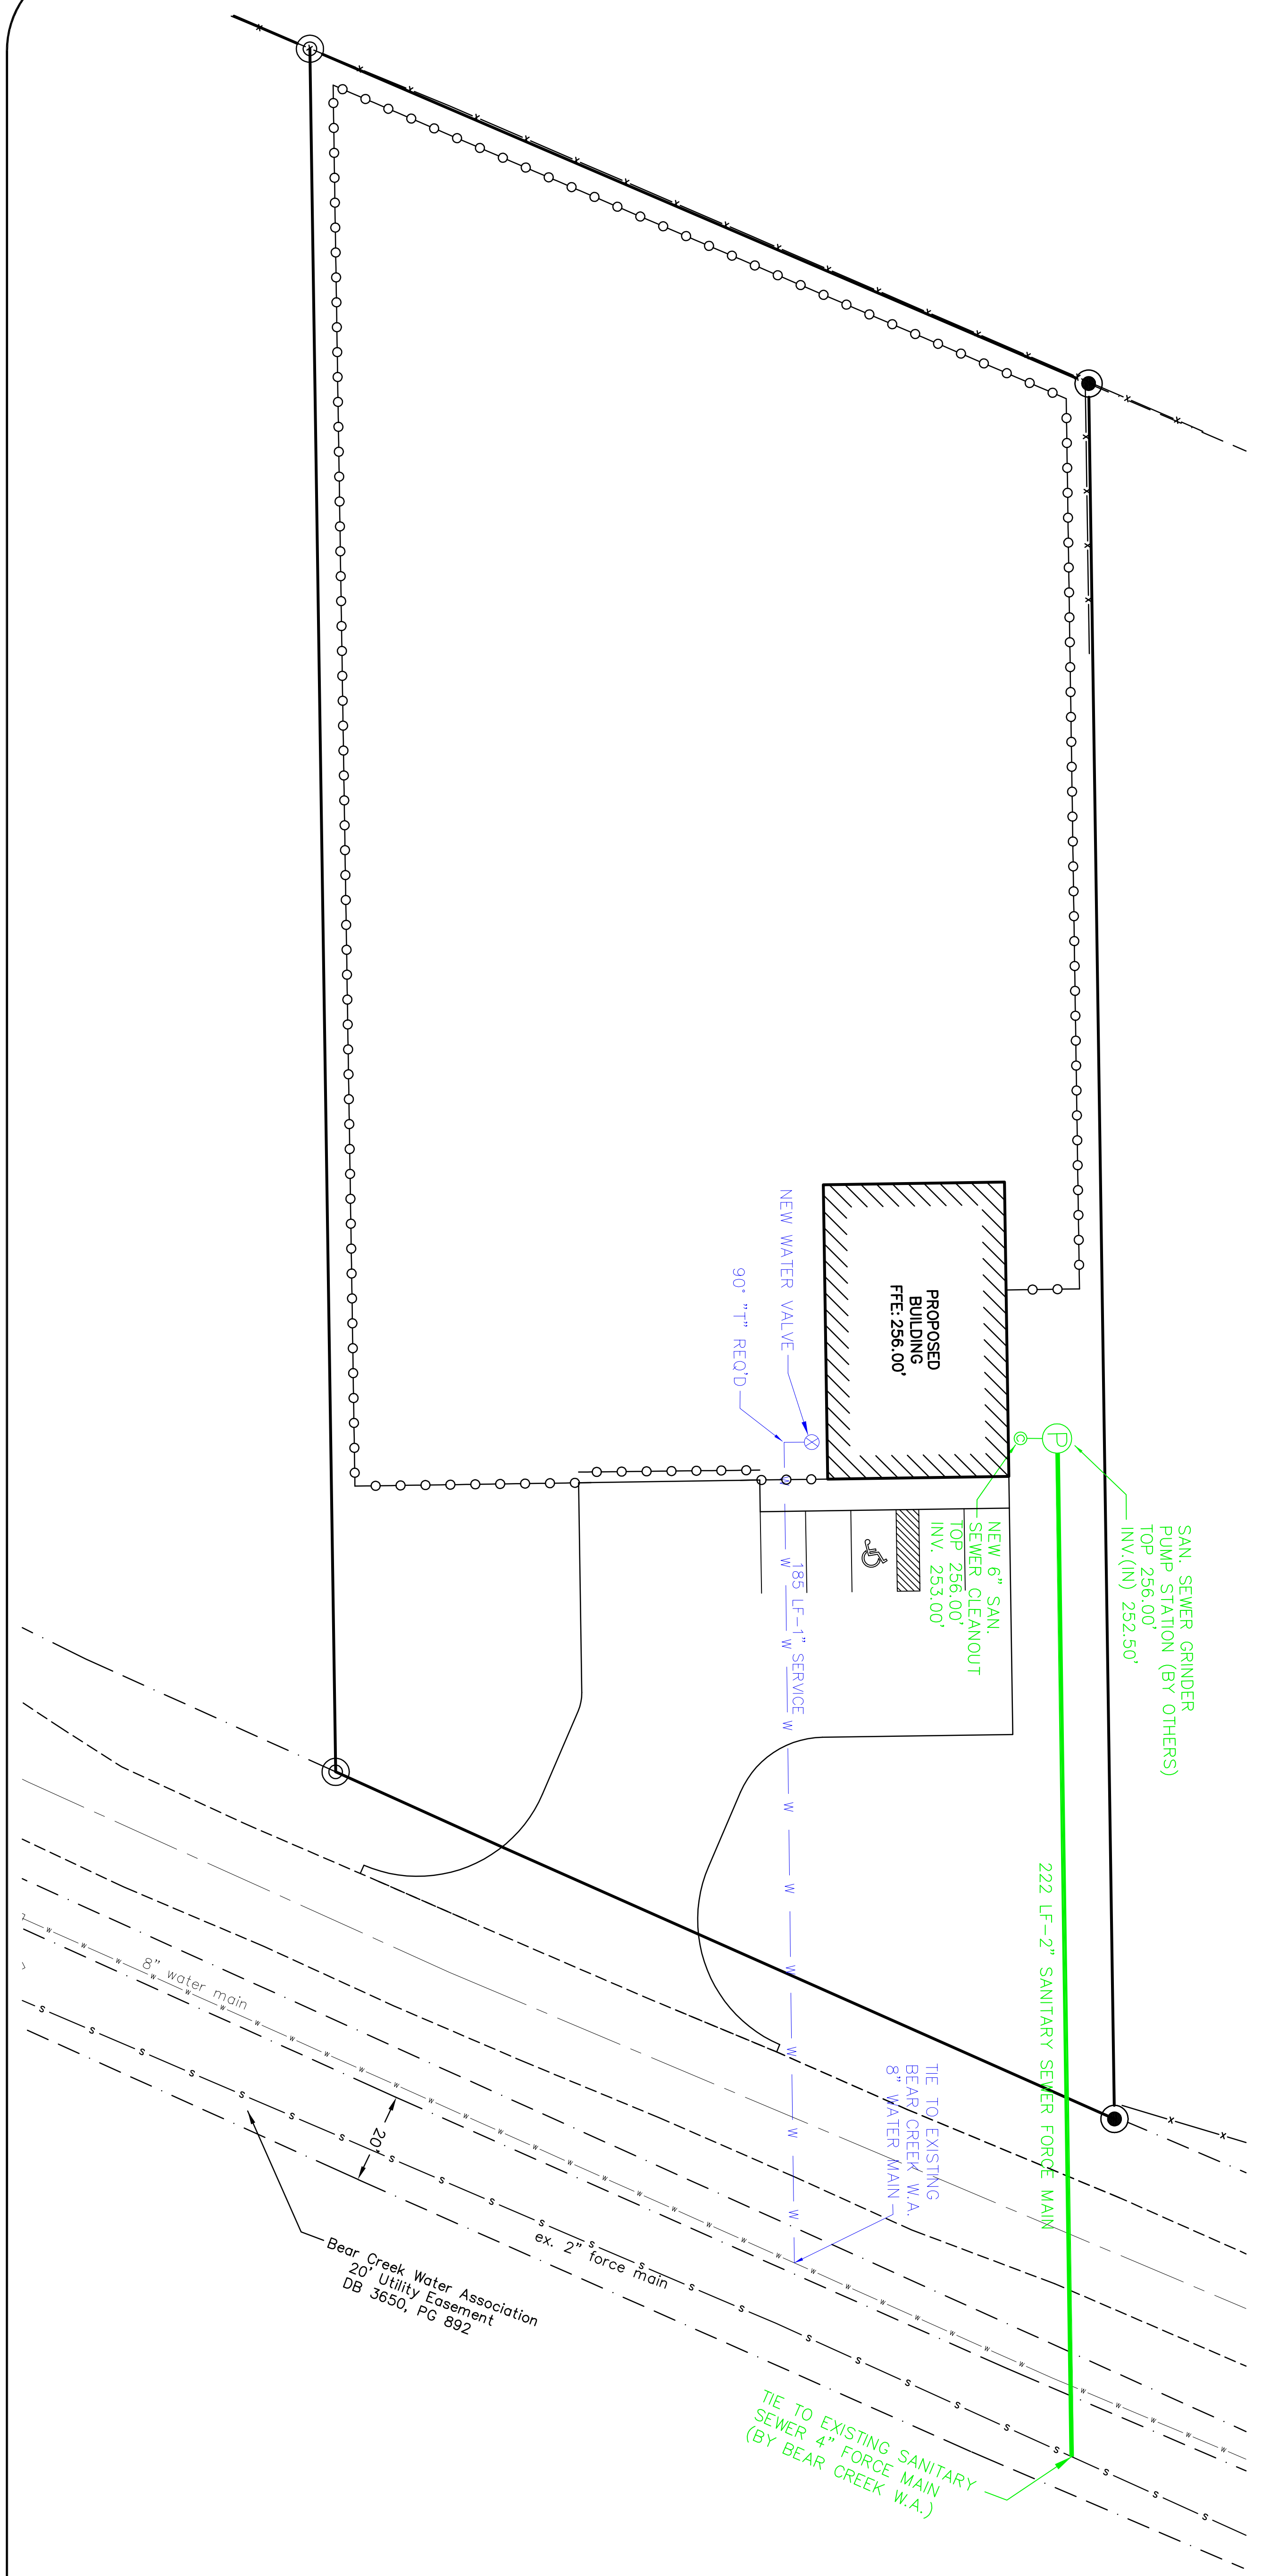 PROPOSED
BUILDING
FFE: 256.00'
NEW WATER VALVE
90° "T" REQ'D
SAN. SEWER GRINDER
PUMP STATION (BY OTHERS)
TOP 256.00'
INV.(IN) 252.50'
P
NEW 6" SAN.
SEWER CLEANOUT
TOP 256.00'
INV. 253.00'
185 LF-1" SERVICE
222 LF-2" SANITARY SEWER FORCE MAIN
TIE TO EXISTING
BEAR CREEK W.A.
8" WATER MAIN
8" water main
20'
ex. 2" force main
Bear Creek Water Association
20' Utility Easement
DB 3650, PG 892
TIE TO EXISTING SANITARY
SEWER 4" FORCE MAIN
(BY BEAR CREEK W.A.)